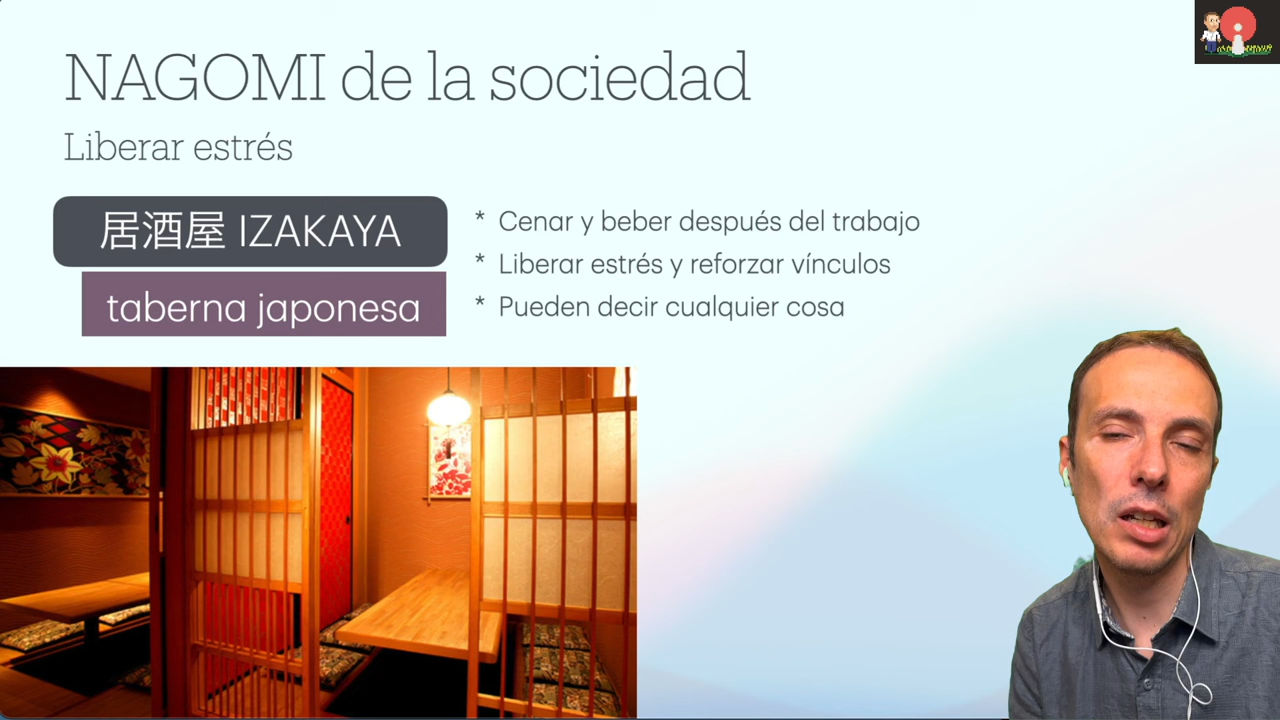 NAGOMI de la sociedad
Liberar estrés
居酒屋 IZAKAYA
taberna japonesa
* Cenar y beber después del trabajo
* Liberar estrés y reforzar vínculos
* Pueden decir cualquier cosa